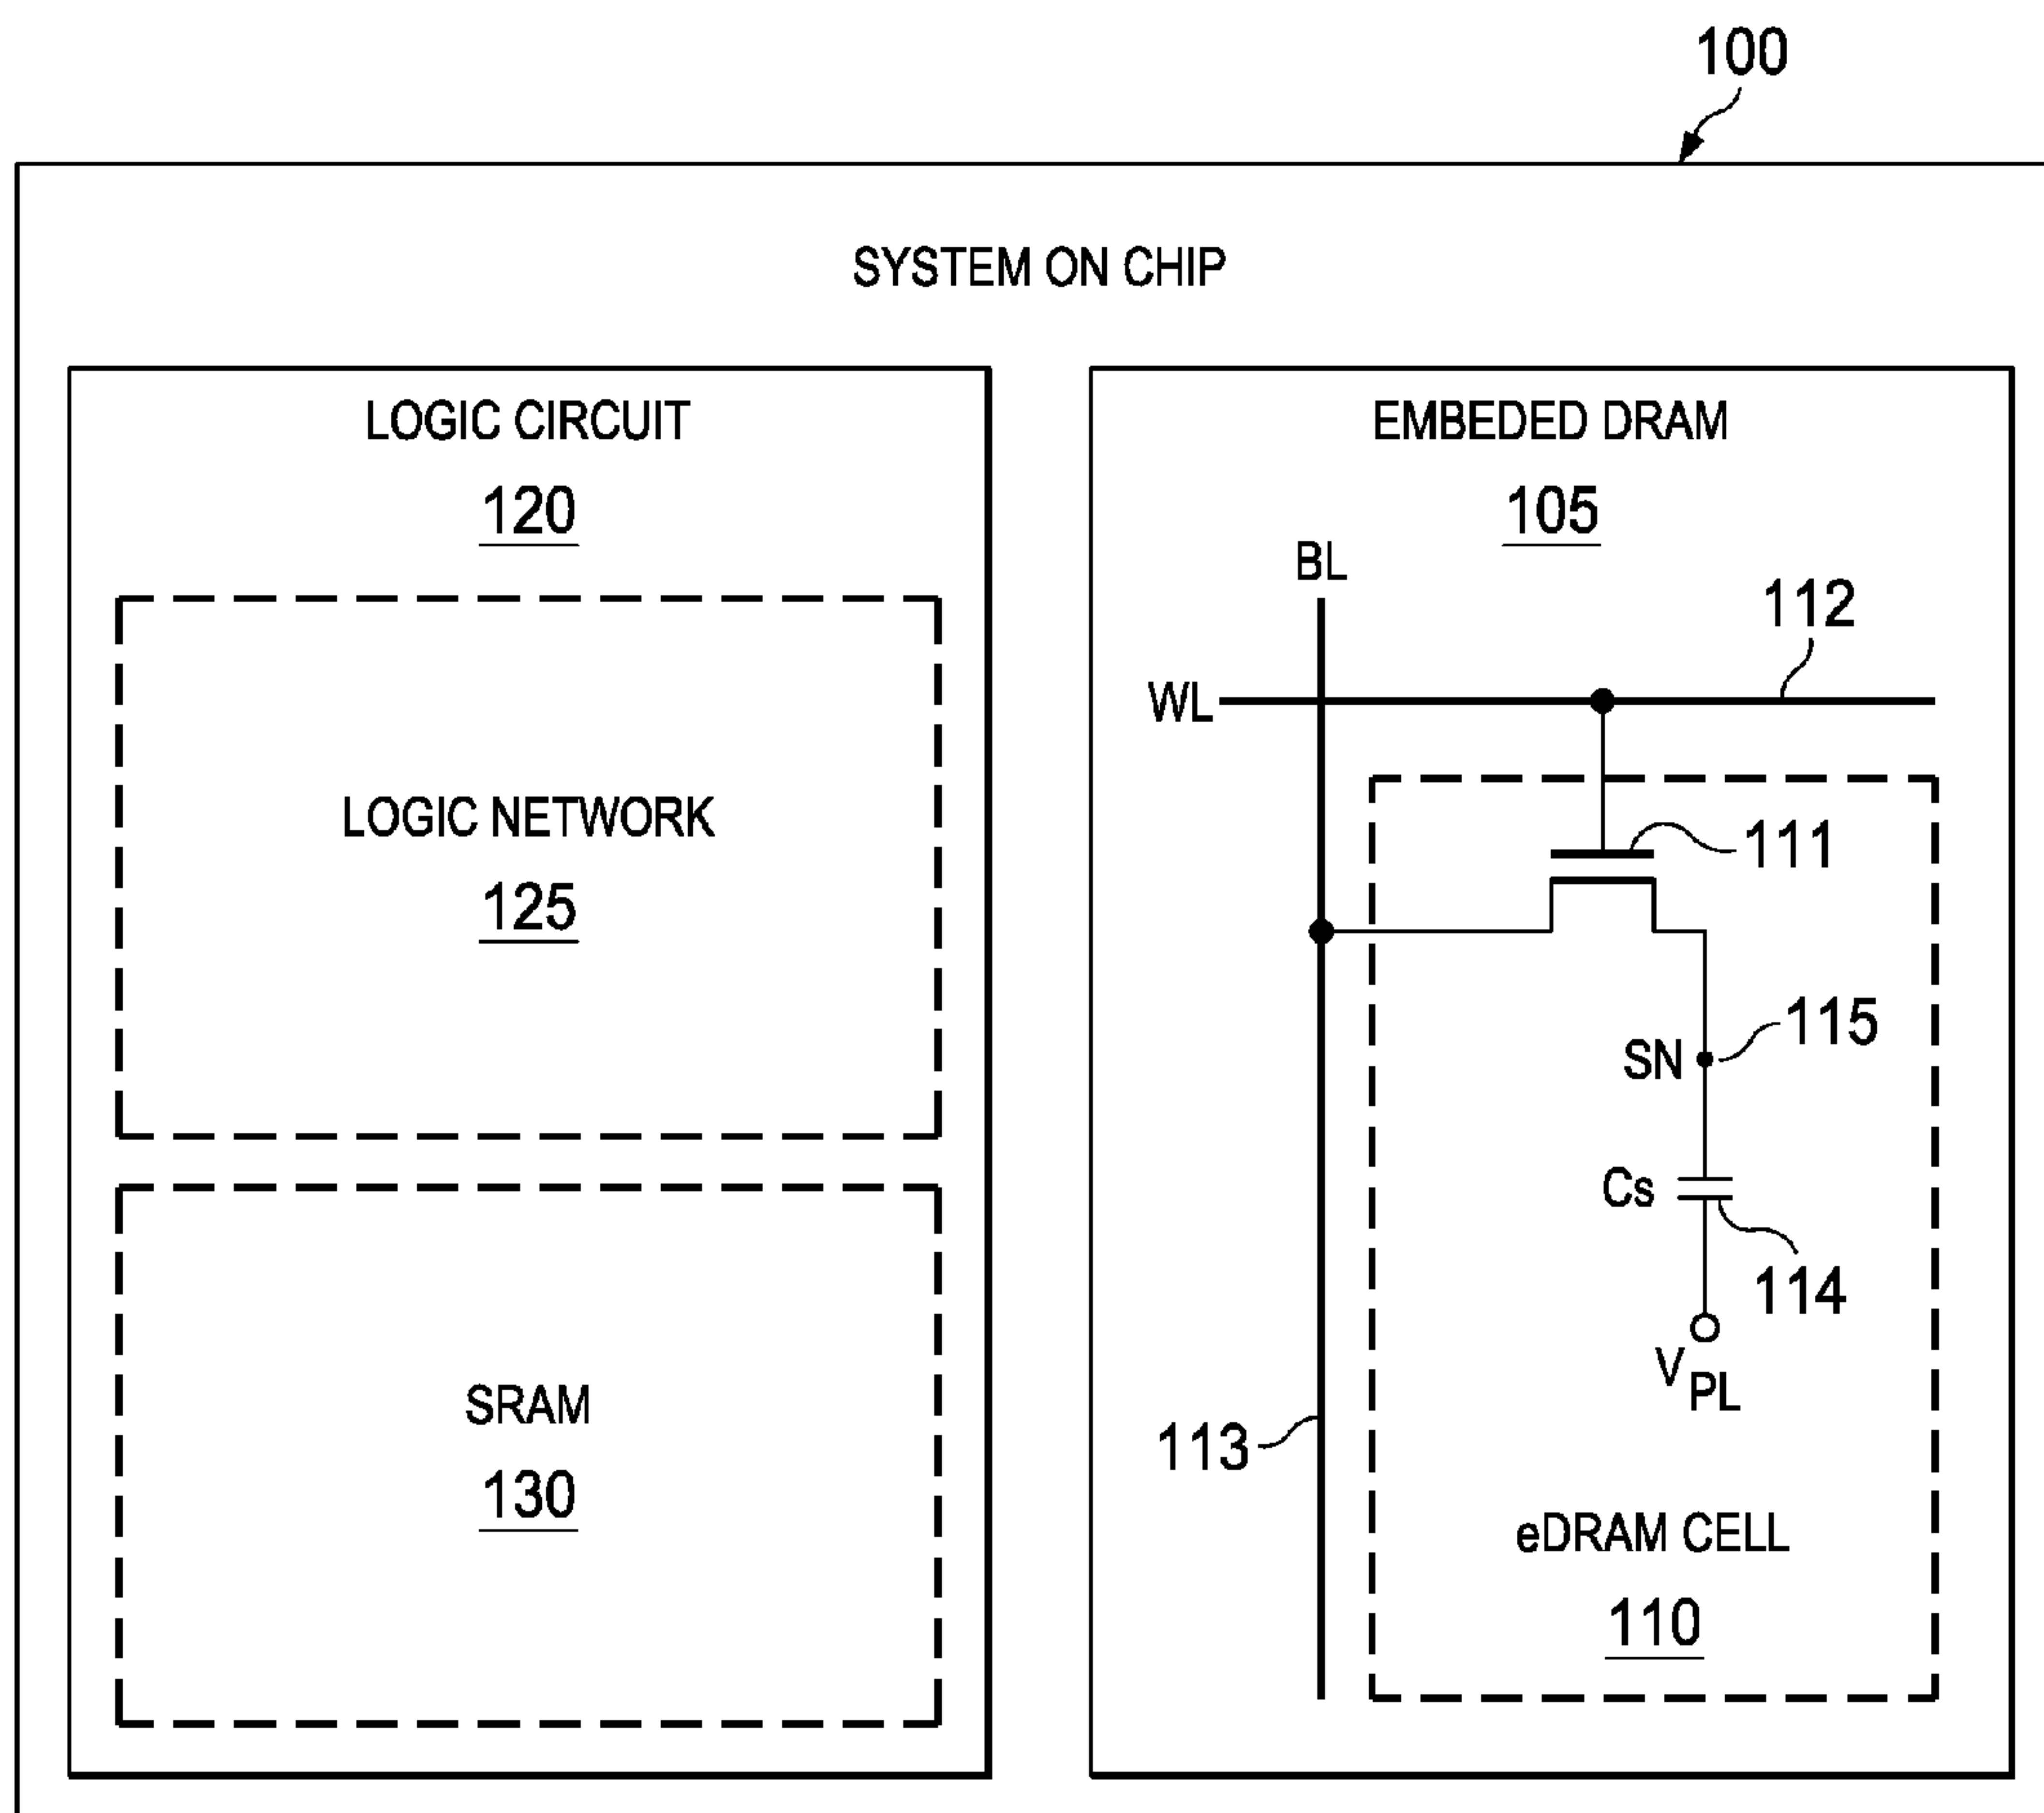 100
SYSTEM ON CHIP
LOGIC CIRCUIT
120
LOGIC NETWORK
125
SRAM
130
EMBEDED DRAM
105
BL
112
WL
111
115
SN
Cs
114
VPL
113
eDRAM CELL
110